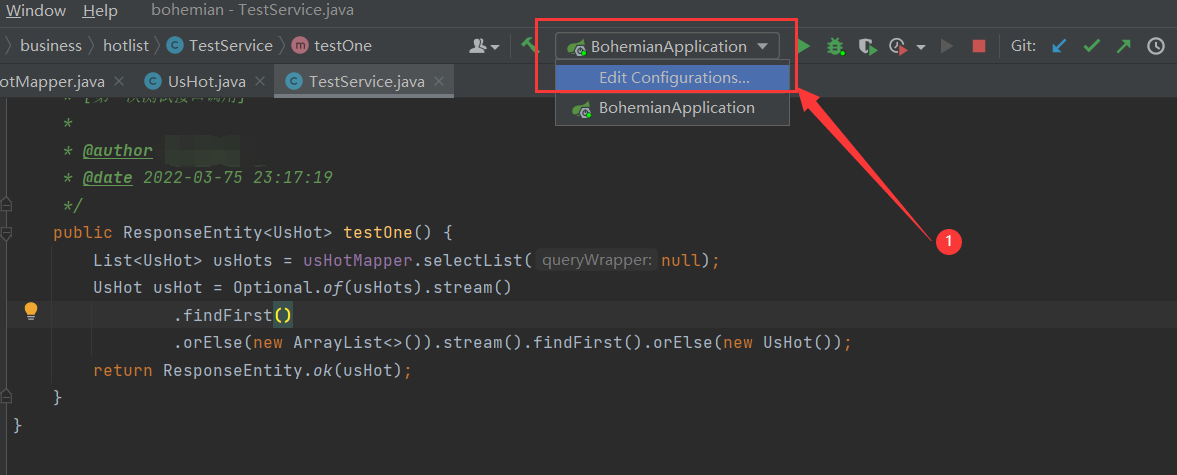 Window Help bohemian - TestService.java
business hotlist TestService testOne BohemianApplication Git:
otMapper.java UsHot.java TestService.java Edit Configurations...
BohemianApplication
*
* @author
* @date 2022-03-75 23:17:19
*/
public ResponseEntity<UsHot> testOne() {
List<UsHot> usHots = usHotMapper.selectList( queryWrapper: null);
UsHot usHot = Optional.of(usHots).stream()
.findFirst()
.orElse(new ArrayList<>()).stream().findFirst().orElse(new UsHot());
return ResponseEntity.ok(usHot);
}
}
1